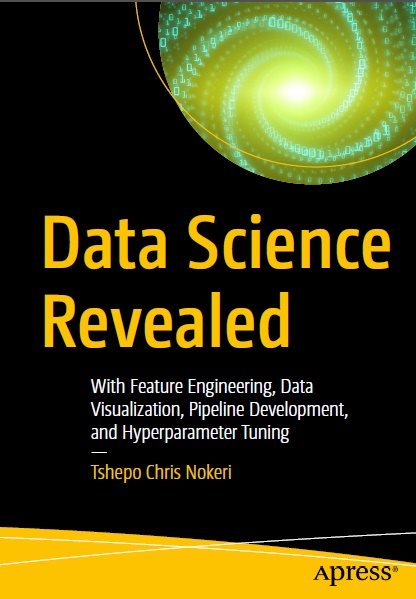 Data Science
Revealed
With Feature Engineering, Data
Visualization, Pipeline Development,
and Hyperparameter Tuning
—
Tshepo Chris Nokeri
Apress®